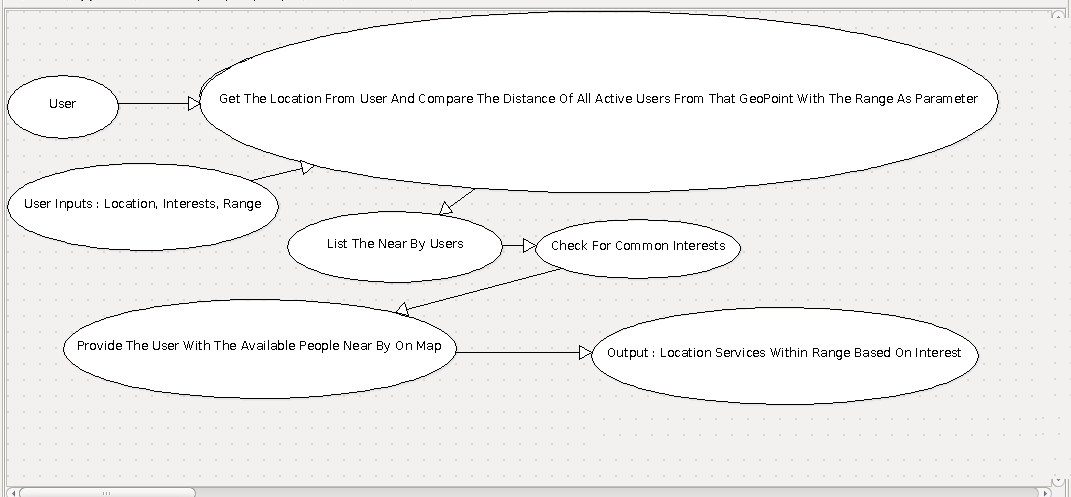 User
Get The Location From User And Compare The Distance Of All Active Users From That GeoPoint With The Range As Parameter
User Inputs : Location, Interests, Range
List The Near By Users
Check For Common Interests
Provide The User With The Available People Near By On Map
Output : Location Services Within Range Based On Interest